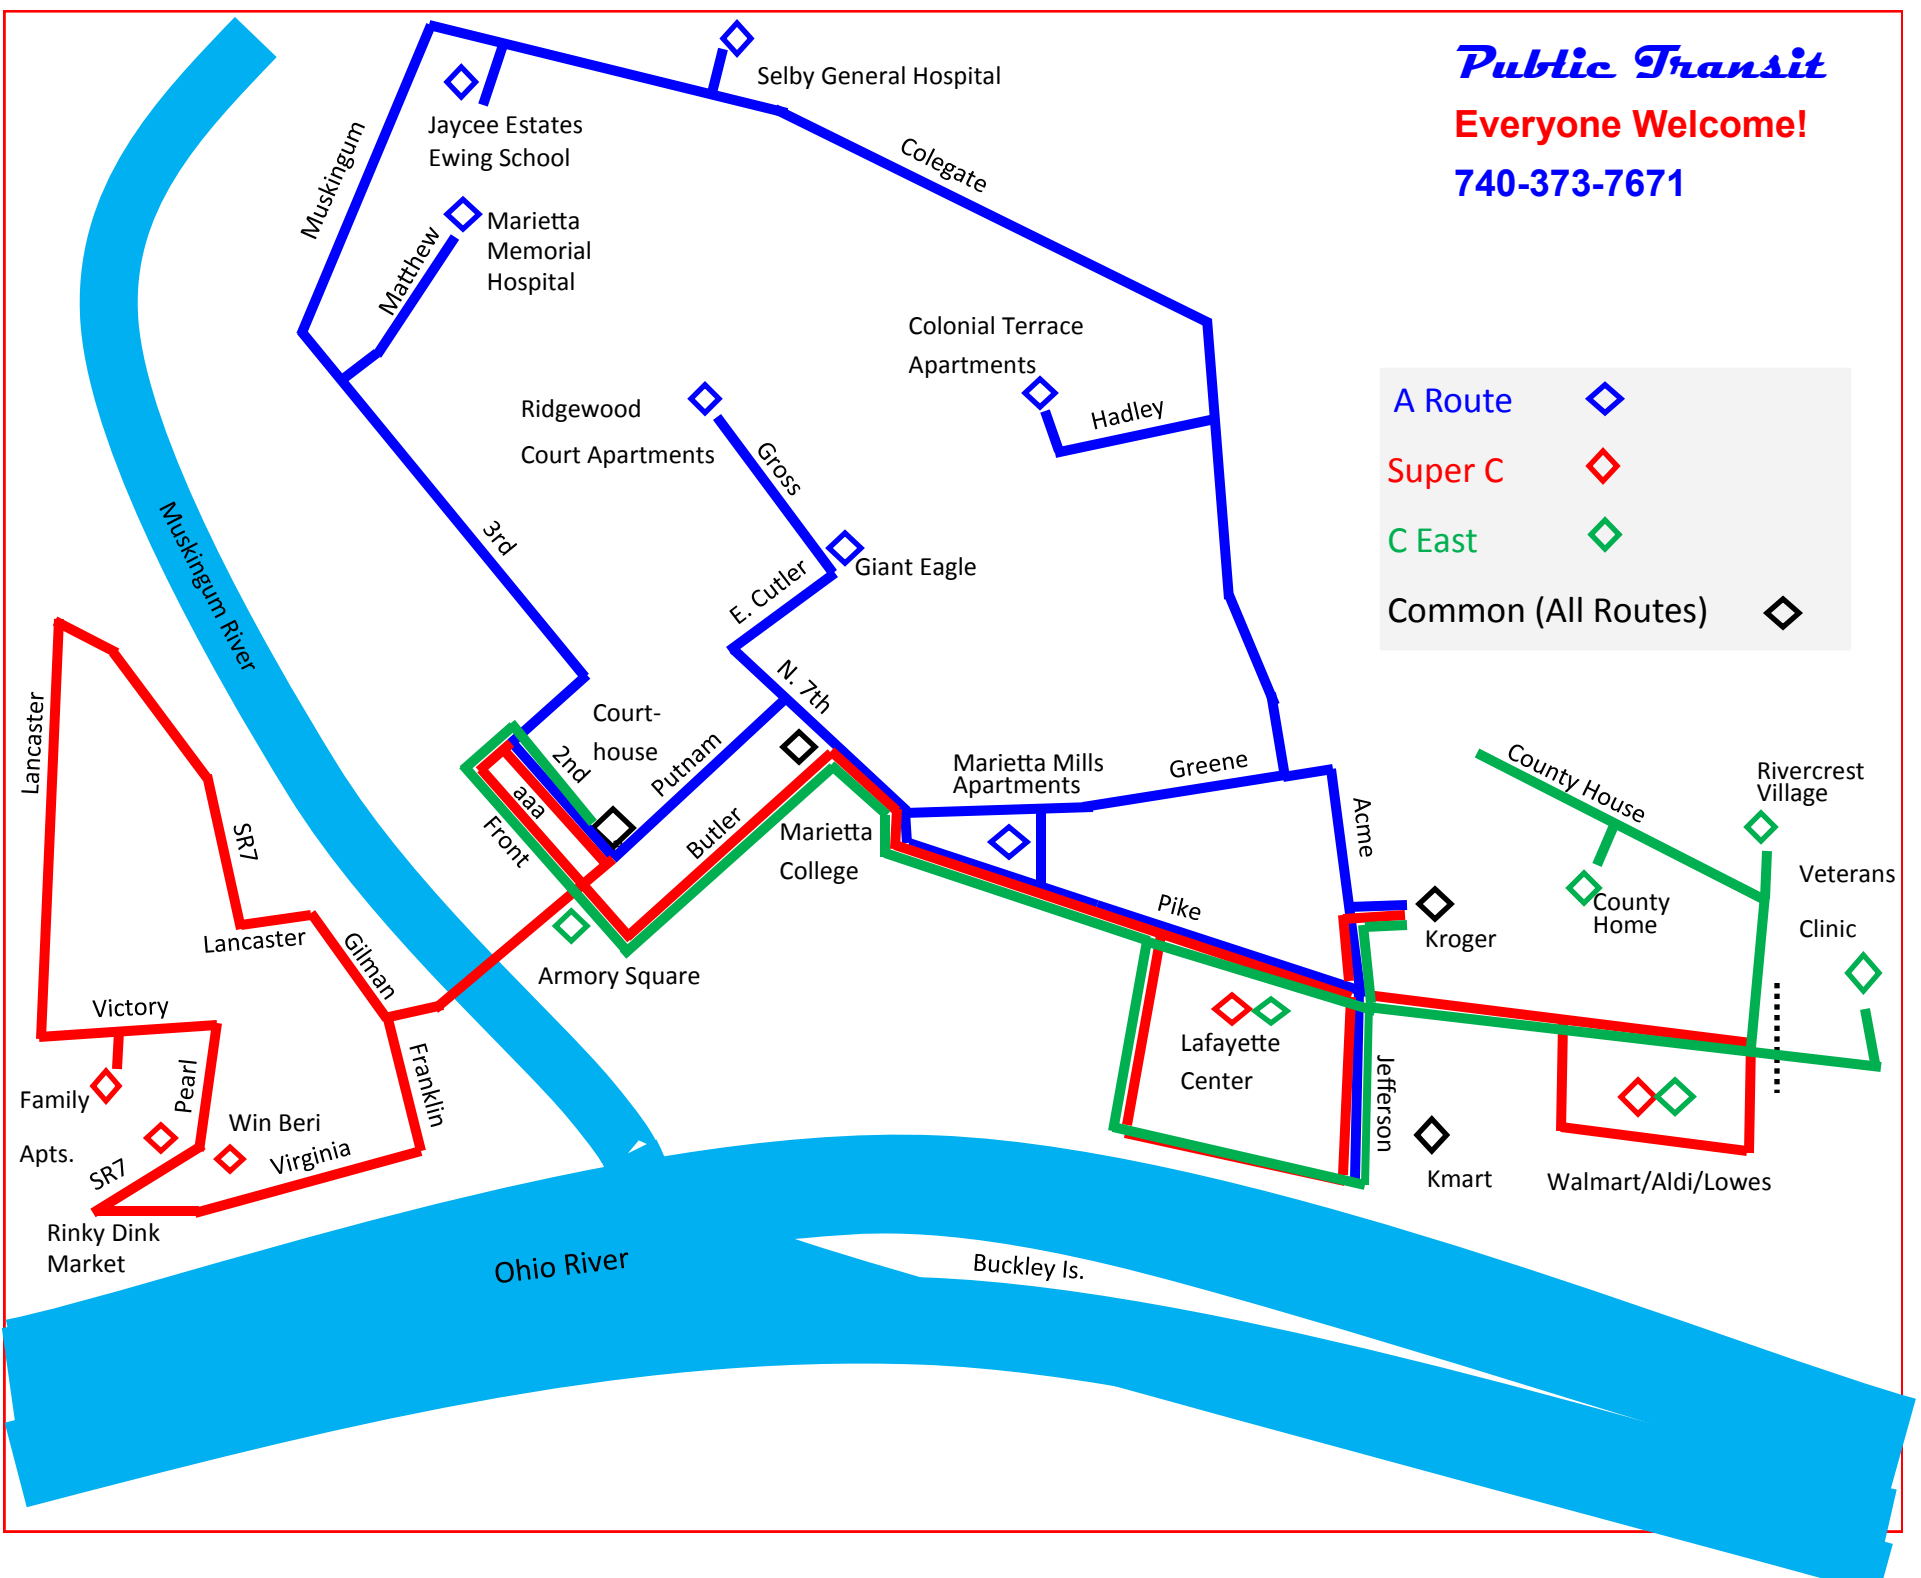 Public Transit
Everyone Welcome!
740-373-7671
Selby General Hospital
Jaycee Estates
Ewing School
Muskingum
Colegate
Marietta
Memorial
Hospital
Matthew
Colonial Terrace
Apartments
Hadley
Ridgewood
Court Apartments
Gross
A Route
Super C
C East
Common (All Routes)
3rd
Giant Eagle
E. Cutler
Muskingum River
N. 7th
Court-
house
2nd
Putnam
aaa
Front
Butler
Marietta
College
Marietta Mills
Apartments
Greene
Acme
Pike
Kroger
County House
Rivercrest
Village
County
Home
Veterans
Clinic
Lancaster
SR7
Lancaster
Gilman
Armory Square
Victory
Franklin
Pearl
Family
Apts.
Win Beri
Virginia
SR7
Rinky Dink
Market
Lafayette
Center
Jefferson
Kmart
Walmart/Aldi/Lowes
Ohio River
Buckley Is.